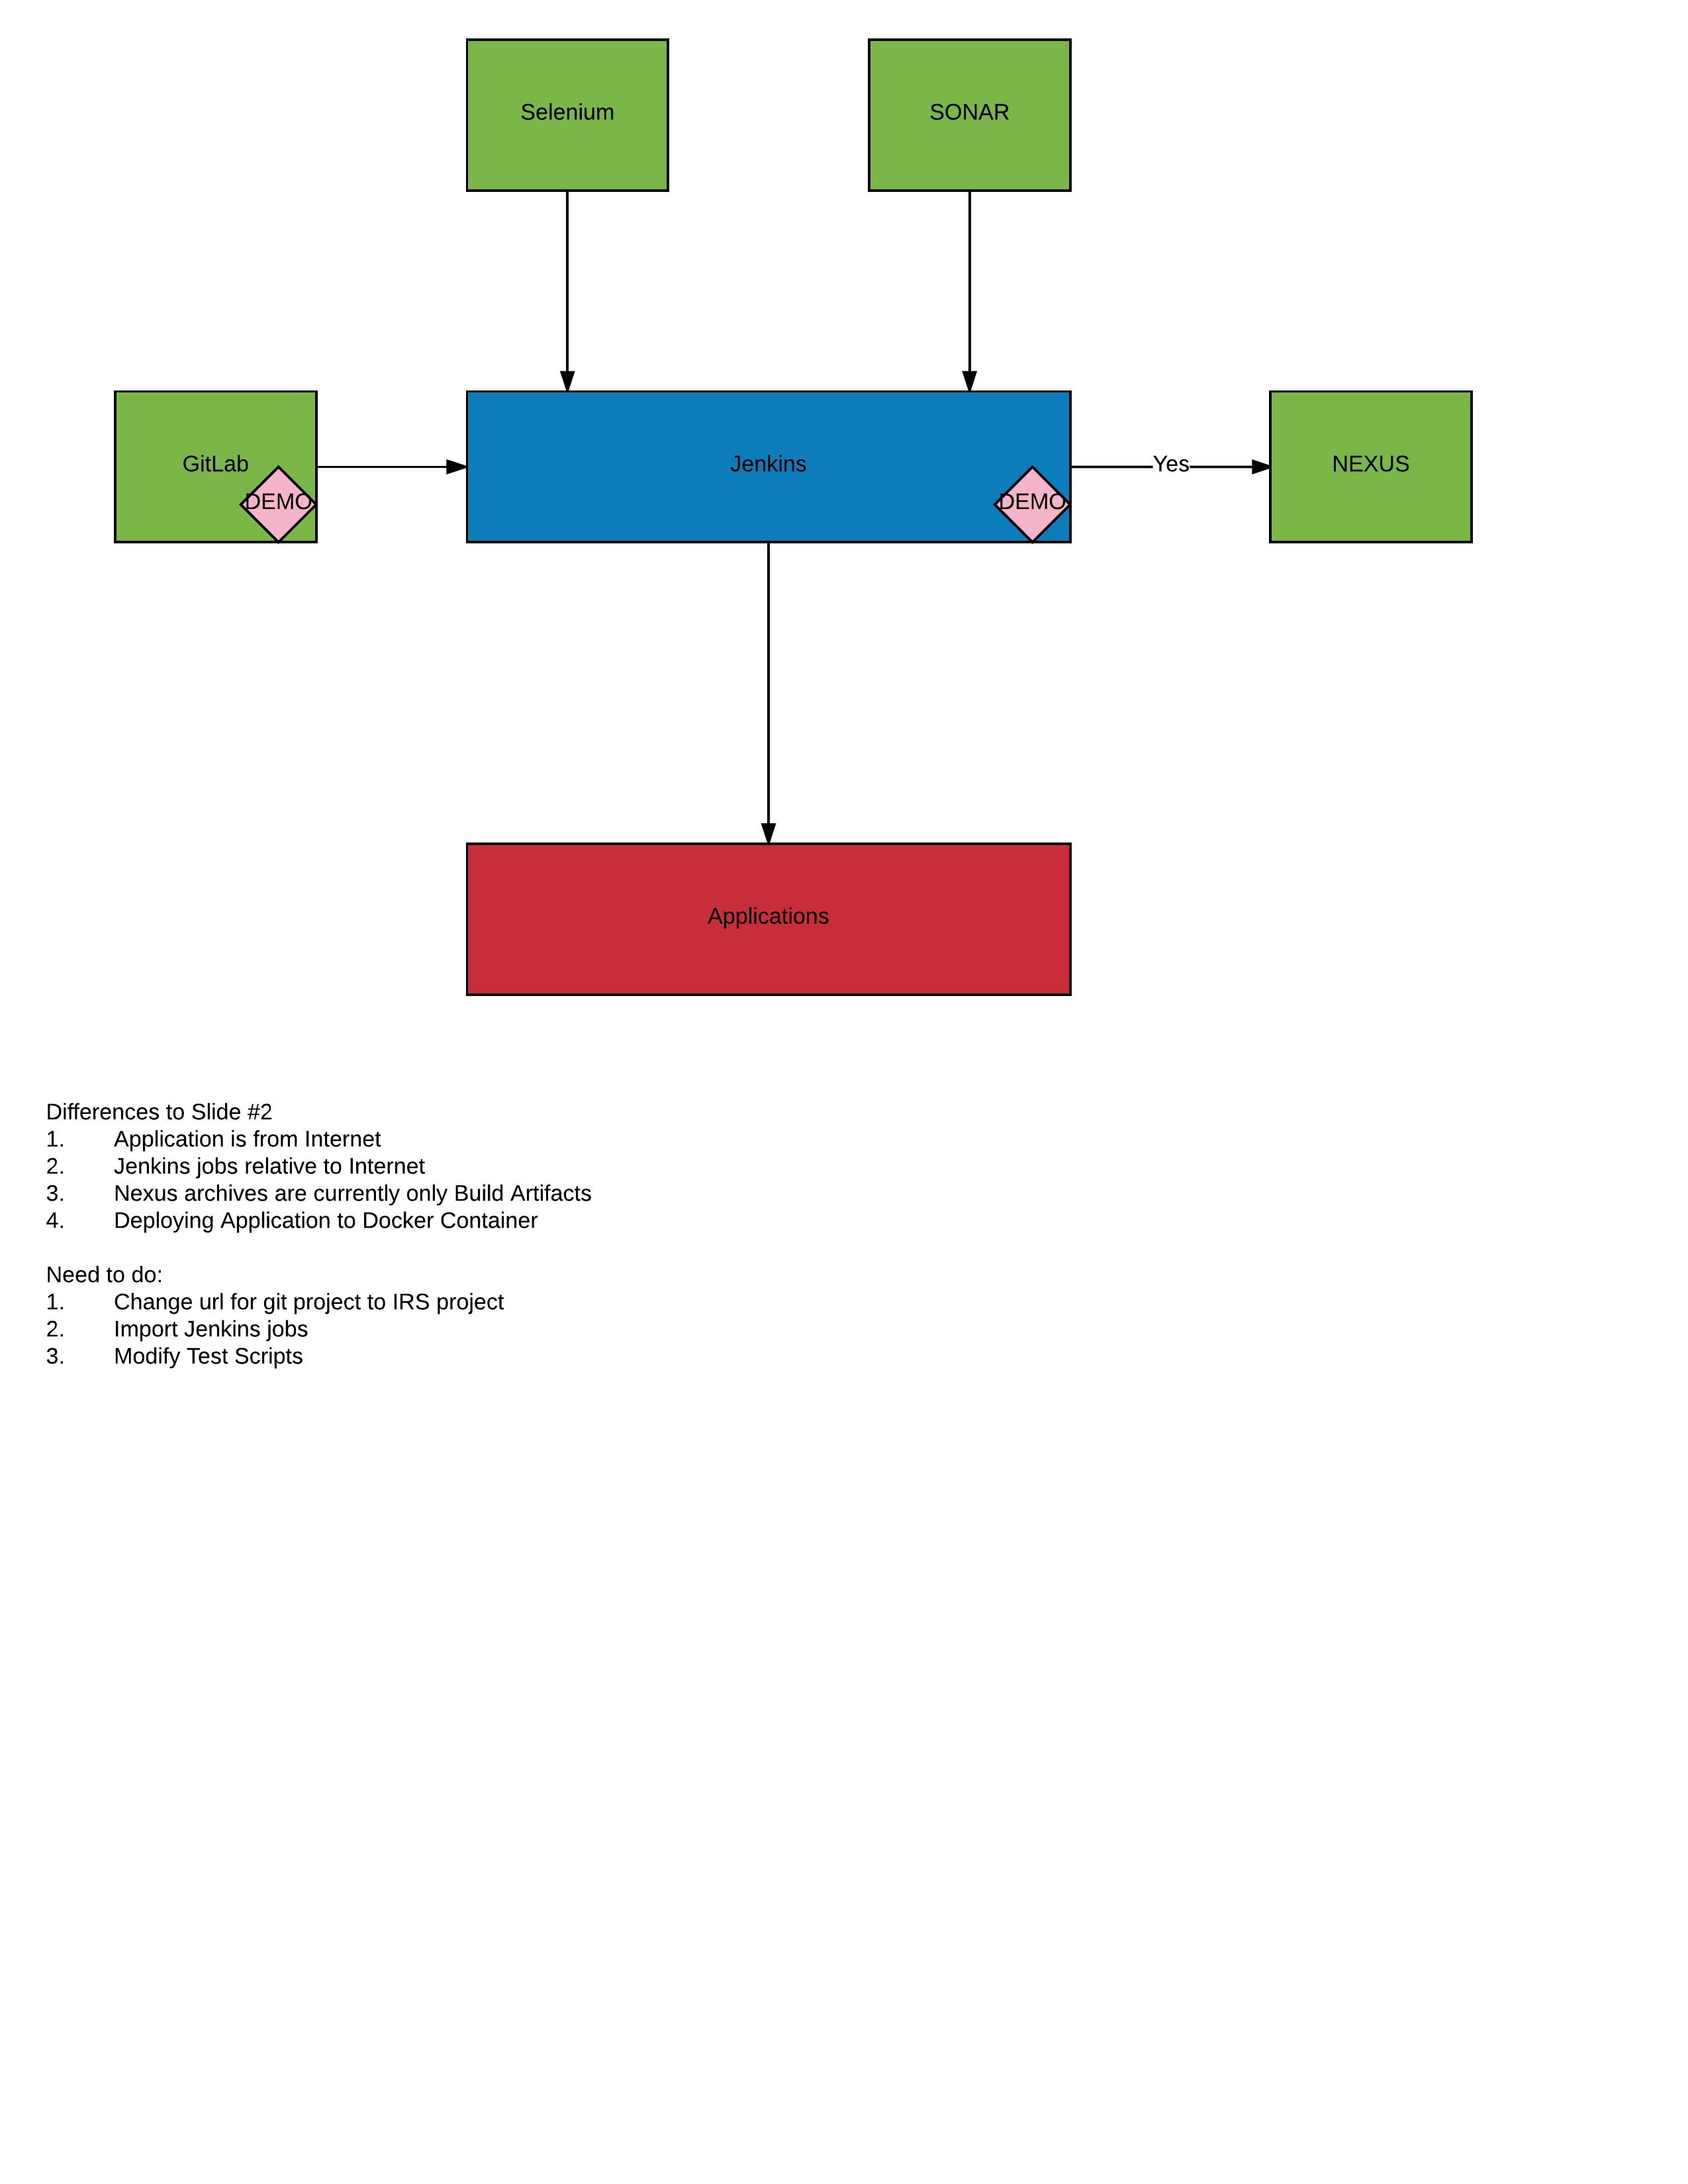 Selenium
SONAR
GitLab
DEMO
Jenkins
DEMO
Yes
NEXUS
Applications
Differences to Slide #2
1. Application is from Internet
2. Jenkins jobs relative to Internet
3. Nexus archives are currently only Build Artifacts
4. Deploying Application to Docker Container
Need to do:
1. Change url for git project to IRS project
2. Import Jenkins jobs
3. Modify Test Scripts